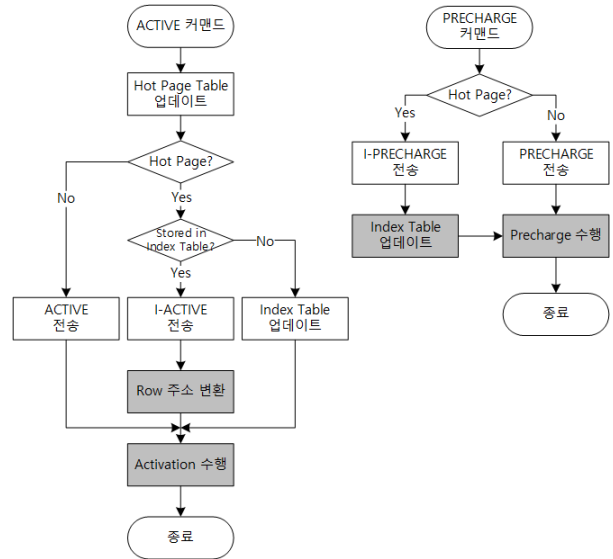 ACTIVE 커맨드
Hot Page Table
업데이트
Hot Page?
No
Yes
Stored in
Index Table?
No
Yes
ACTIVE
전송
I-ACTIVE
전송
Index Table
업데이트
Row 주소 변환
Activation 수행
종료
PRECHARGE
커맨드
Hot Page?
Yes
No
I-PRECHARGE
전송
PRECHARGE
전송
Index Table
업데이트
Precharge 수행
종료